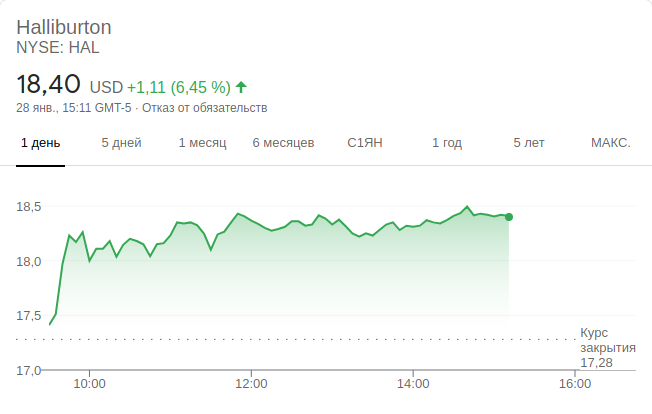 Halliburton
NYSE: HAL
18,40 USD +1,11 (6,45 %)
28 янв., 15:11 GMT-5 · Отказ от обязательств
1 день 5 дней 1 месяц 6 месяцев С1ЯН 1 год 5 лет МАКС.
18,5
18,0
17,5
Курс
закрытия
17,28
17,0
10:00 12:00 14:00 16:00